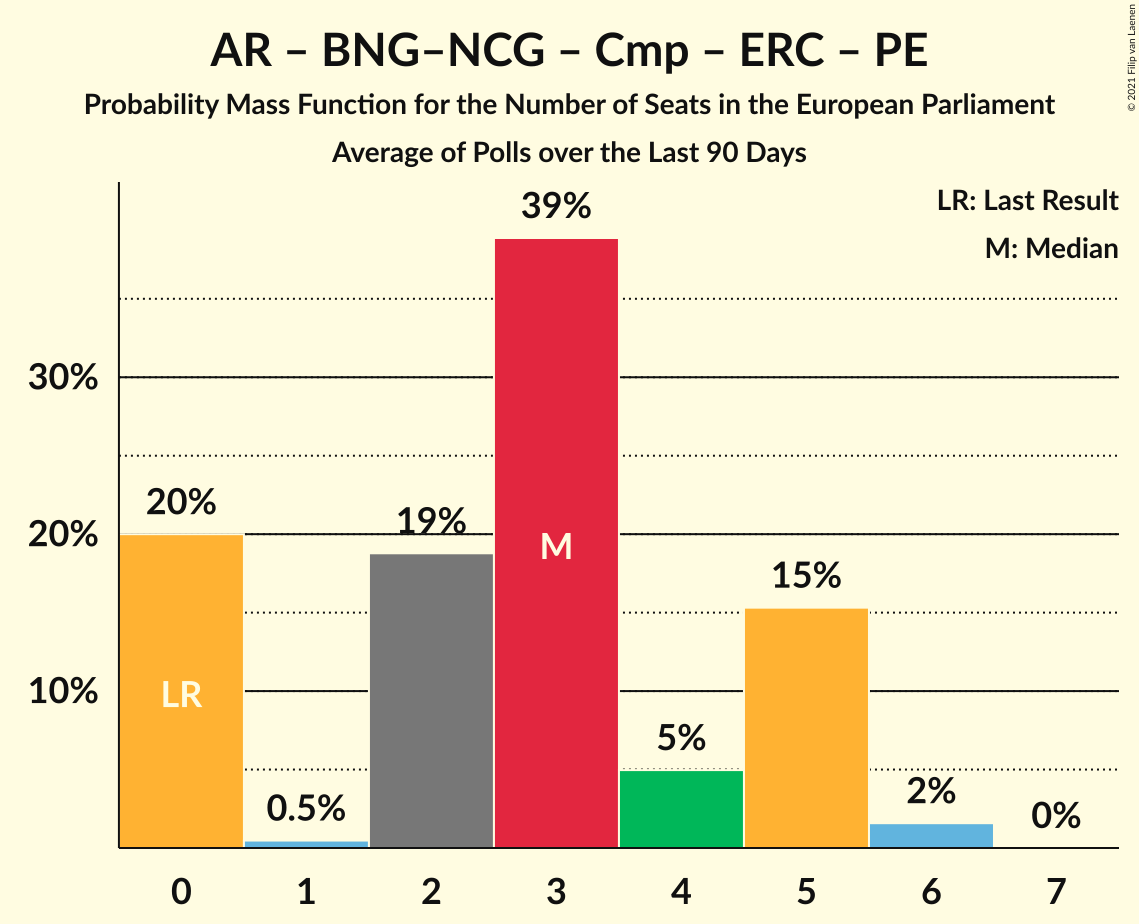 AR – BNG–NCG – Cmp – ERC – PE
Probability Mass Function for the Number of Seats in the European Parliament
Average of Polls over the Last 90 Days
© 2021 Filip van Laenen
LR: Last Result
M: Median
39%
30%
20%
19%
20%
M
15%
LR
10%
5%
0.5%
2%
0%
0 1 2 3 4 5 6 7